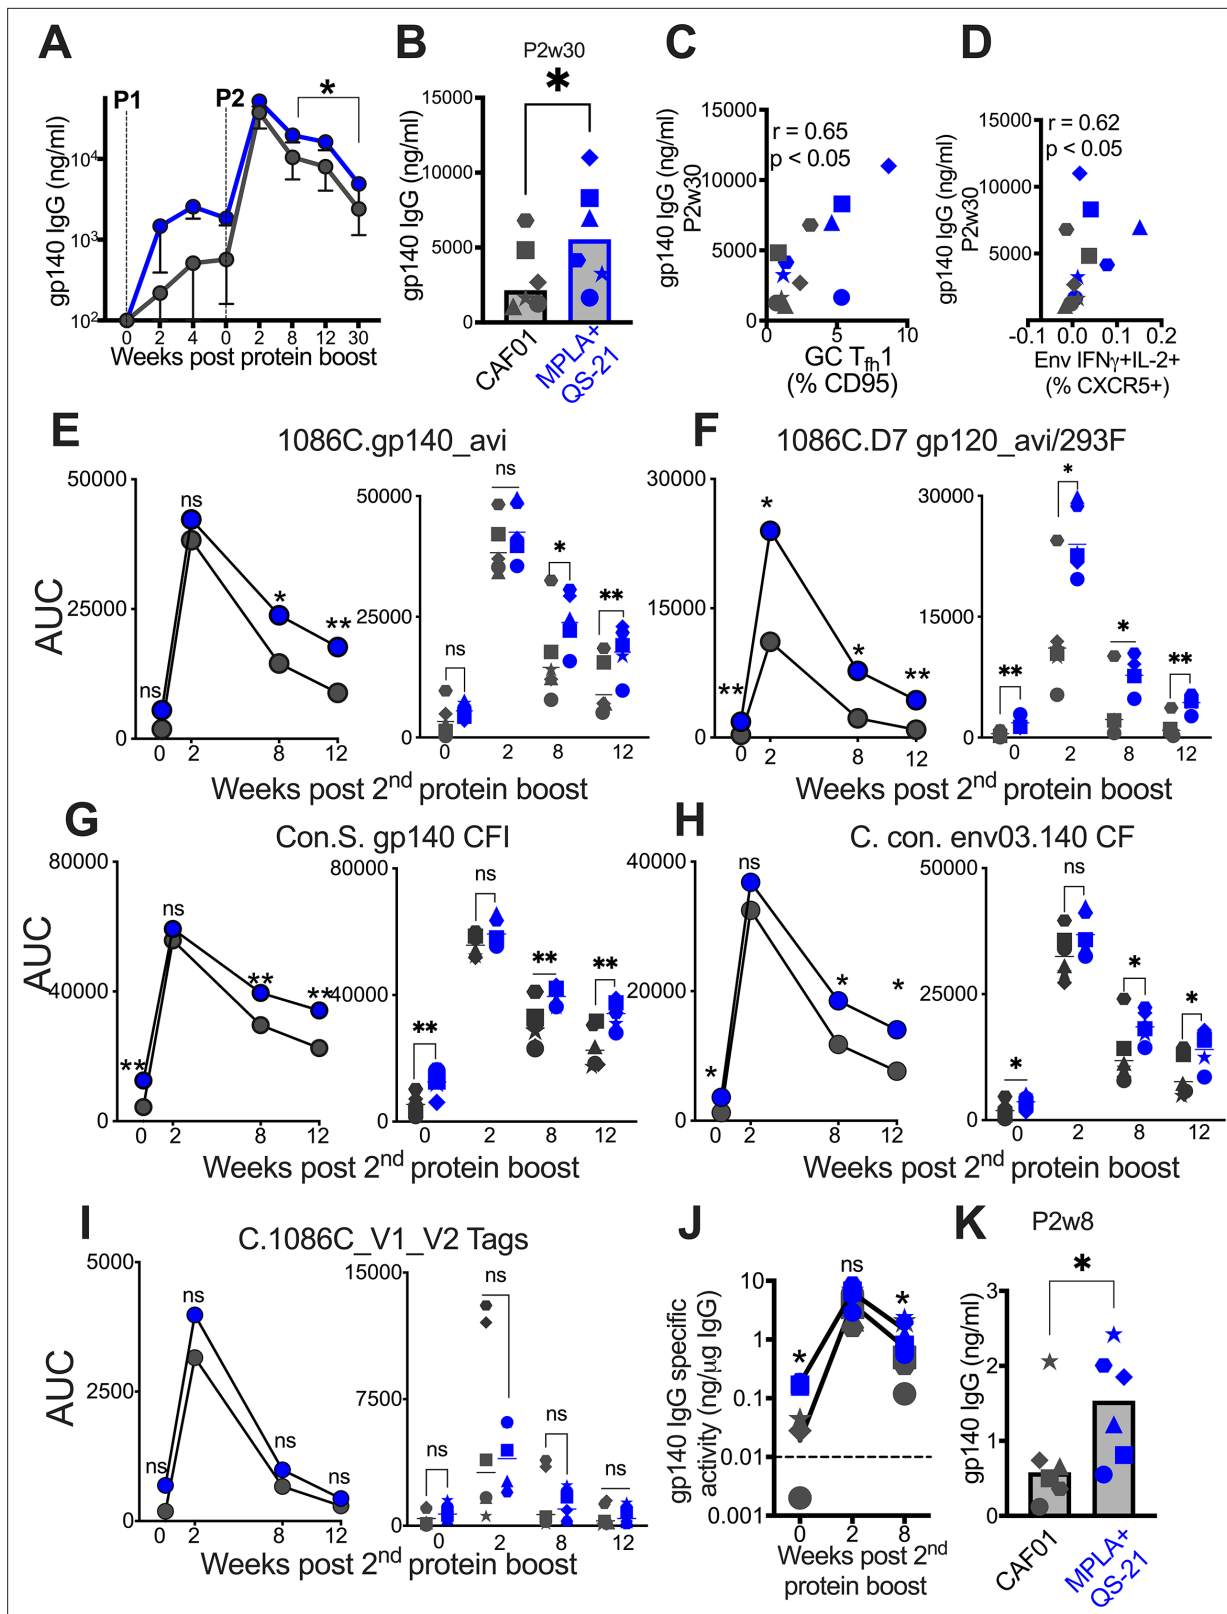 A
P1
P2
*
gp140 IgG (ng/ml)
10⁴
10³
10²
0 2 4 0 2 8 12 30
Weeks post protein boost
B
P2w30
*
gp140 IgG (ng/ml)
15000
10000
5000
0
CAF01
MPLA+
QS-21
C
gp140 IgG (ng/ml)
P2w30
15000
10000
5000
0
r = 0.65
p < 0.05
0 5 10
GC Tfh1
(% CD95)
D
gp140 IgG (ng/ml)
P2w30
15000
10000
5000
0
r = 0.62
p < 0.05
-0.1 0.0 0.1 0.2
Env IFNγ+IL-2+
(% CXCR5+)
E
1086C.gp140_avi
AUC
50000
25000
0
ns ns * **
0 2 8 12
50000
25000
0
ns ns * **
0 2 8 12
Weeks post 2nd protein boost
F
1086C.D7 gp120_avi/293F
30000
15000
0
** * * **
0 2 8 12
30000
15000
0
** * * **
0 2 8 12
Weeks post 2nd protein boost
G
Con.S. gp140 CFI
AUC
80000
40000
0
** ns ** **
0 2 8 12
80000
40000
0
** ns ** **
0 2 8 12
Weeks post 2nd protein boost
H
C. con. env03.140 CF
40000
20000
0
* ns * *
0 2 8 12
50000
25000
0
* ns * *
0 2 8 12
Weeks post 2nd protein boost
I
C.1086C_V1_V2 Tags
AUC
5000
2500
0
ns ns ns ns
0 2 8 12
15000
7500
0
ns ns ns ns
0 2 8 12
J
gp140 IgG specific
activity (ng/μg IgG)
10
1
0.1
0.01
0.001
* ns *
0 2 8
Weeks post 2nd
protein boost
K
P2w8
*
gp140 IgG (ng/ml)
3
2
1
0
CAF01
MPLA+
QS-21